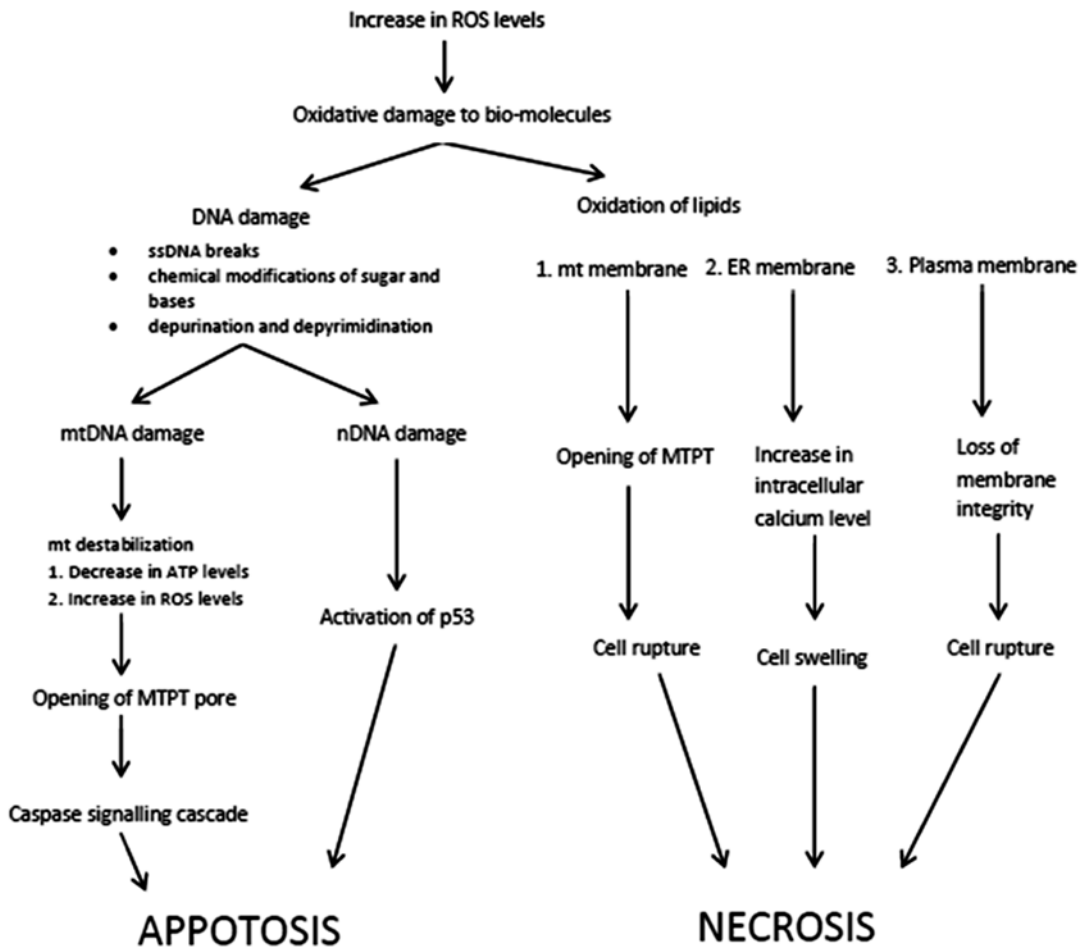 Increase in ROS levels
Oxidative damage to bio-molecules
DNA damage
• ssDNA breaks
• chemical modifications of sugar and
bases
• depurination and depyrimidination
Oxidation of lipids
1. mt membrane
2. ER membrane
3. Plasma membrane
mtDNA damage
nDNA damage
mt destabilization
1. Decrease in ATP levels
2. Increase in ROS levels
Opening of MTPT pore
Caspase signalling cascade
Activation of p53
Opening of MTPT
Cell rupture
Increase in
intracellular
calcium level
Cell swelling
Loss of
membrane
integrity
Cell rupture
APPOTOSIS
NECROSIS